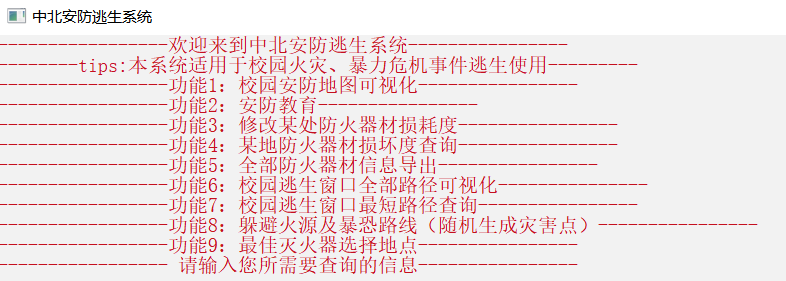 中北安防逃生系统
-----------------欢迎来到中北安防逃生系统----------------
--------tips:本系统适用于校园火灾、暴力危机事件逃生使用---------
-----------------功能1：校园安防地图可视化----------------
-----------------功能2：安防教育----------------
-----------------功能3：修改某处防火器材损耗度----------------
-----------------功能4：某地防火器材损坏度查询----------------
-----------------功能5：全部防火器材信息导出----------------
-----------------功能6：校园逃生窗口全部路径可视化---------------
-----------------功能7：校园逃生窗口最短路径查询----------------
-----------------功能8：躲避火源及暴恐路线（随机生成灾害点）----------------
-----------------功能9：最佳灭火器选择地点----------------
----------------- 请输入您所需要查询的信息----------------